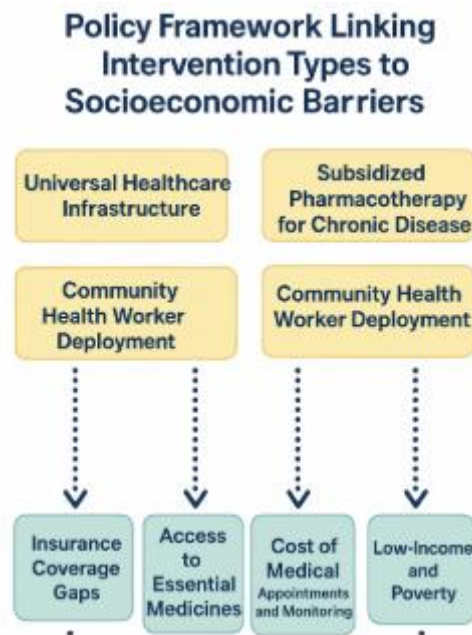 Policy Framework Linking
Intervention Types to
Socioeconomic Barriers
Universal Healthcare
Infrastructure
Subsidized
Pharmacotherapy
for Chronic Disease
Community
Health Worker
Deployment
Community Health
Worker Deployment
Insurance
Coverage
Gaps
Access
to
Essential
Medicines
Cost of
Medical
Appointments
and Monitoring
Low-Income
and
Poverty